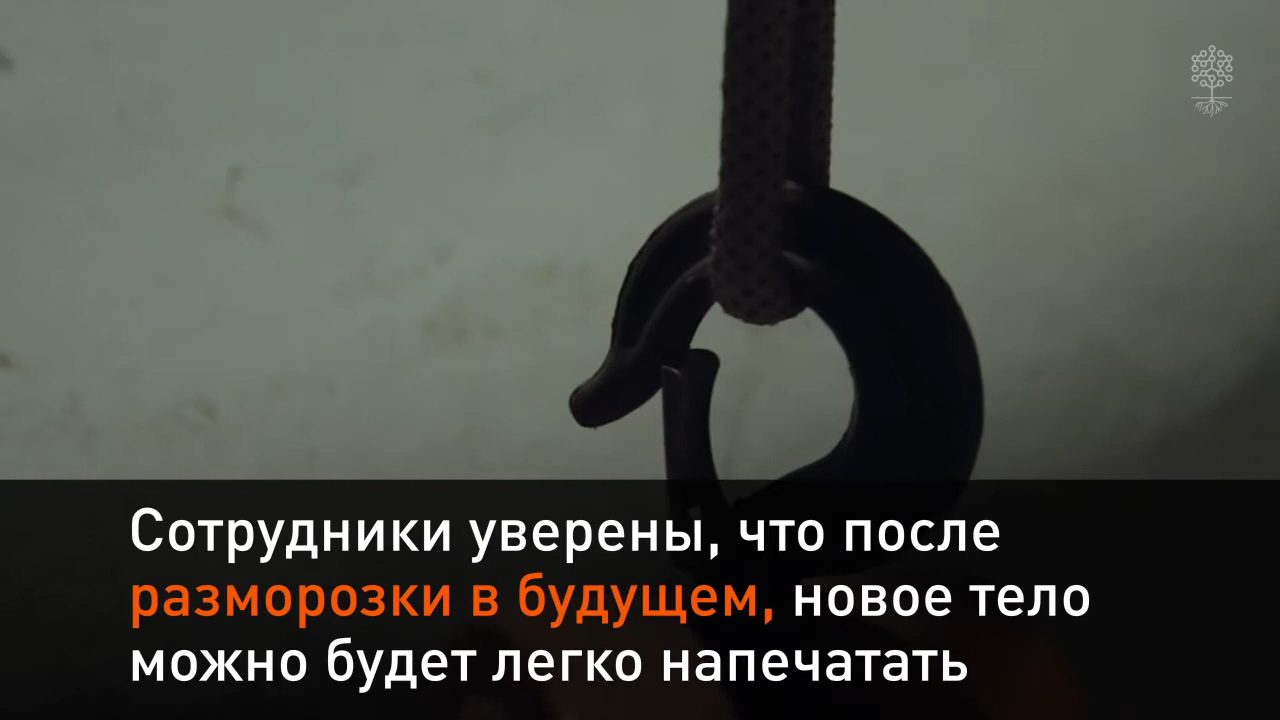 Сотрудники уверены, что после
разморозки в будущем, новое тело
можно будет легко напечатать